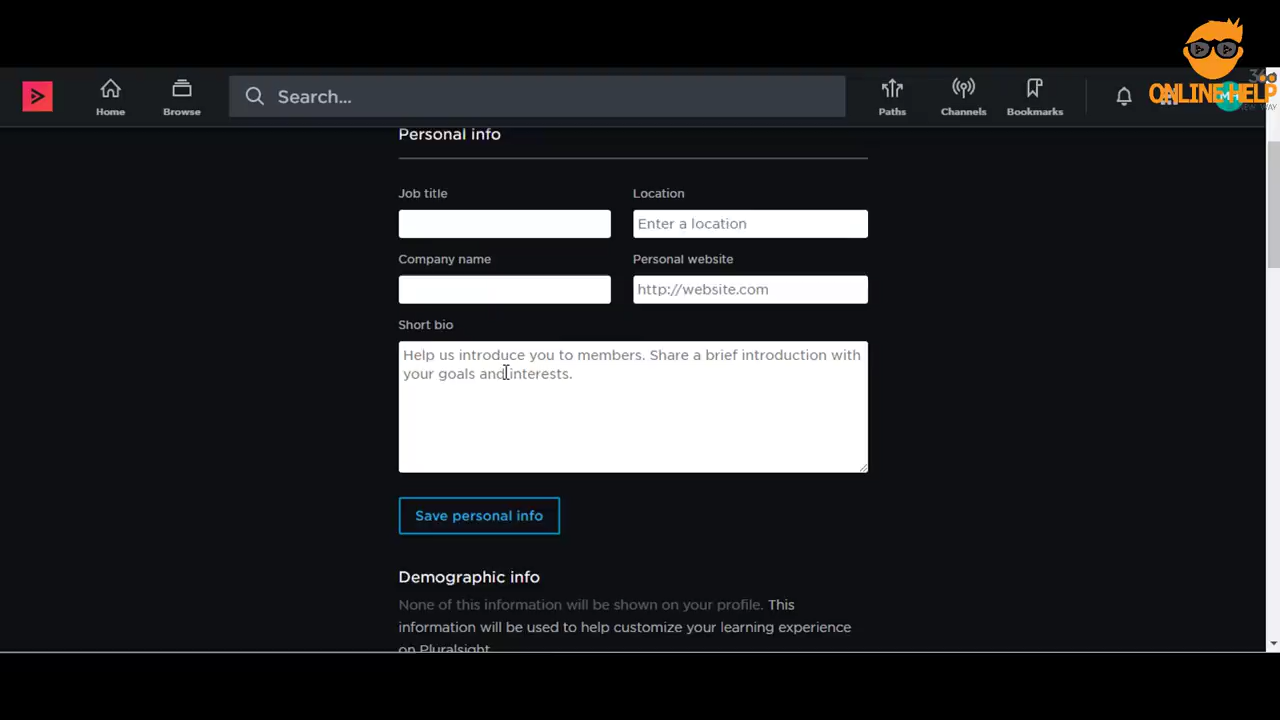 Home
Browse
Search...
Paths
Channels
Bookmarks
ONLINE HELP
Personal info
Job title
Location
Enter a location
Company name
Personal website
http://website.com
Short bio
Help us introduce you to members. Share a brief introduction with
your goals and interests.
Save personal info
Demographic info
None of this information will be shown on your profile. This
information will be used to help customize your learning experience
on Pluralsight.